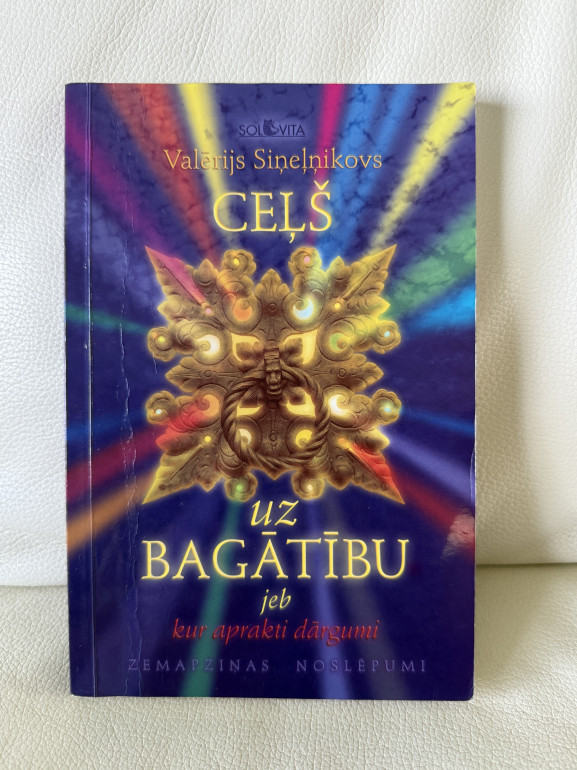 SOL VITA
Valērijs Siņeļņikovs
CEĻŠ
uz
BAGĀTĪBU
jeb
kur aprakti dārgumi
ZEMAPZIŅAS NOSLĒPUMI